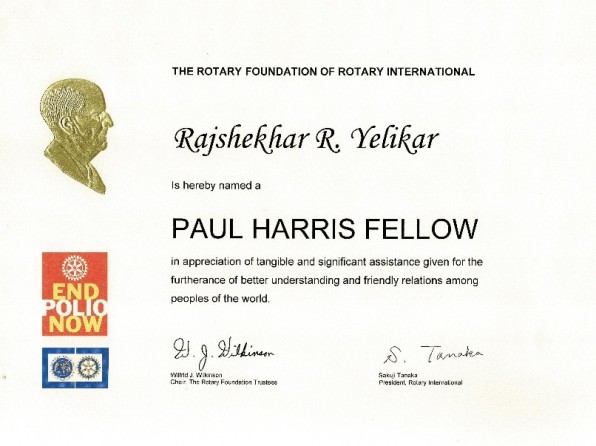 THE ROTARY FOUNDATION OF ROTARY INTERNATIONAL
Rajshekhar R. Yelikar
Is hereby named a
PAUL HARRIS FELLOW
in appreciation of tangible and significant assistance given for the
furtherance of better understanding and friendly relations among
peoples of the world.
END
POLIO
NOW
W. J. Wilkinson
Wilfrid J. Wilkinson
Chair, The Rotary Foundation Trustees
S. Tanaka
Sakuji Tanaka
President, Rotary International